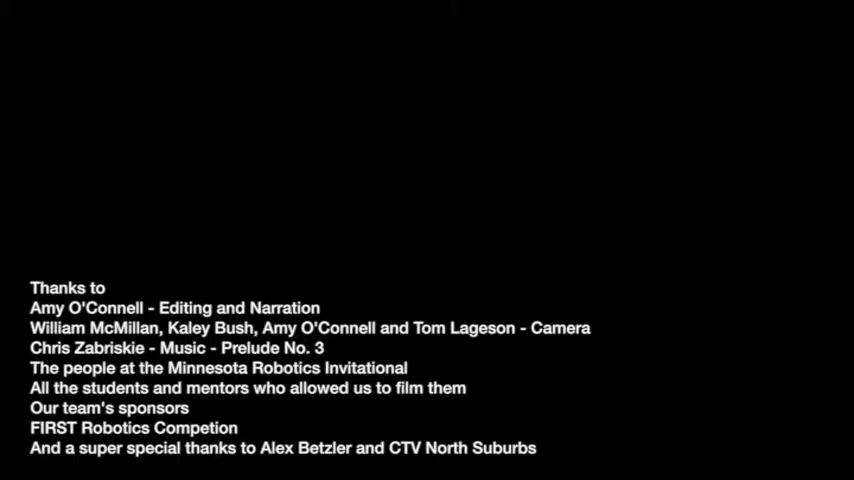 Thanks to
Amy O'Connell - Editing and Narration
William McMillan, Kaley Bush, Amy O'Connell and Tom Lageson - Camera
Chris Zabriskie - Music - Prelude No. 3
The people at the Minnesota Robotics Invitational
All the students and mentors who allowed us to film them
Our team's sponsors
FIRST Robotics Competion
And a super special thanks to Alex Betzler and CTV North Suburbs